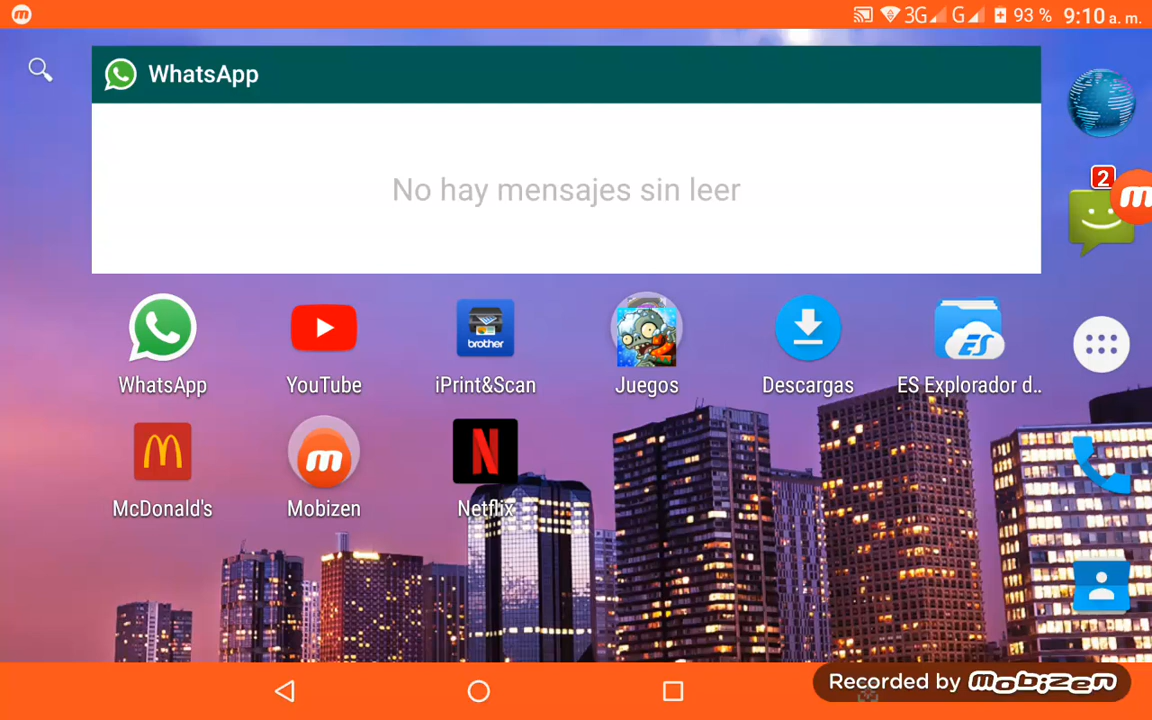 3G G 93 % 9:10 a. m.
WhatsApp
No hay mensajes sin leer
2
WhatsApp YouTube iPrint&Scan Juegos Descargas ES Explorador d..
brother
ES
McDonald's Mobizen Netflix
Recorded by mobizen